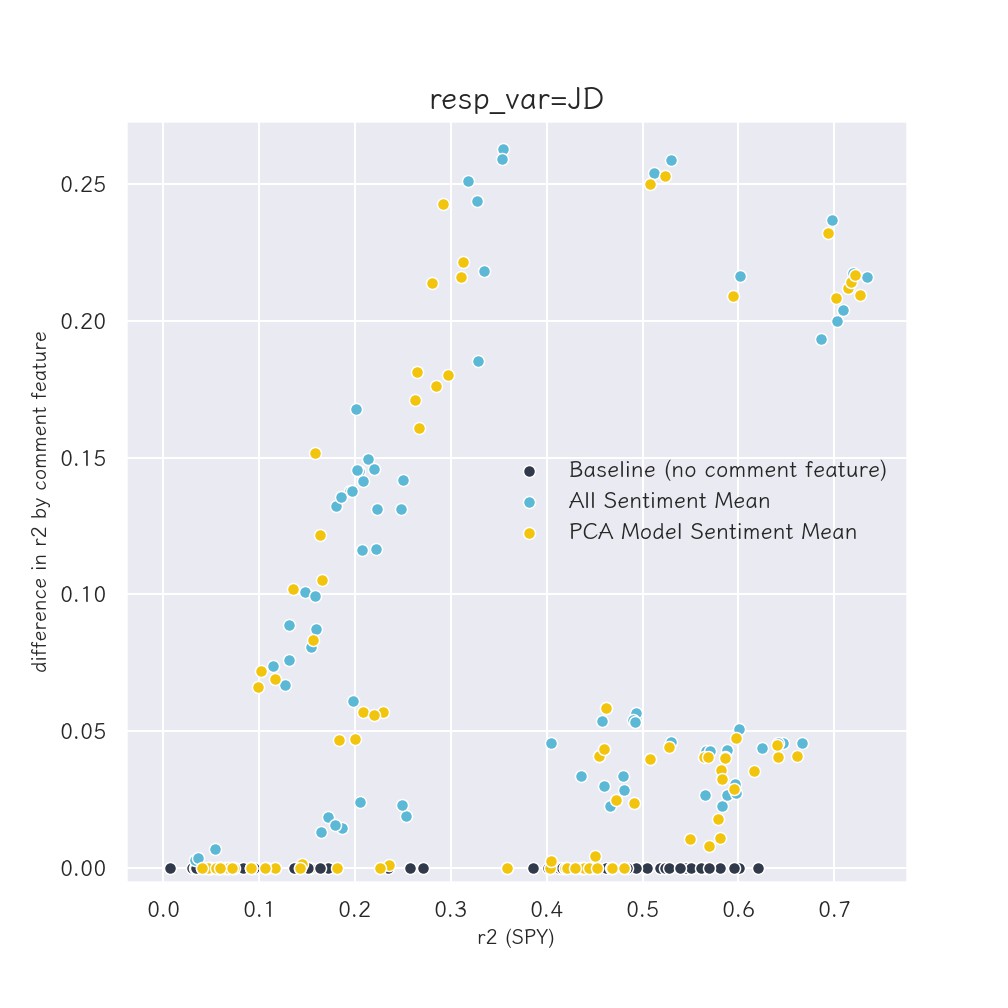 resp_var=JD
difference in r2 by comment feature
0.25
0.20
0.15
0.10
0.05
0.00
Baseline (no comment feature)
All Sentiment Mean
PCA Model Sentiment Mean
0.0 0.1 0.2 0.3 0.4 0.5 0.6 0.7
r2 (SPY)